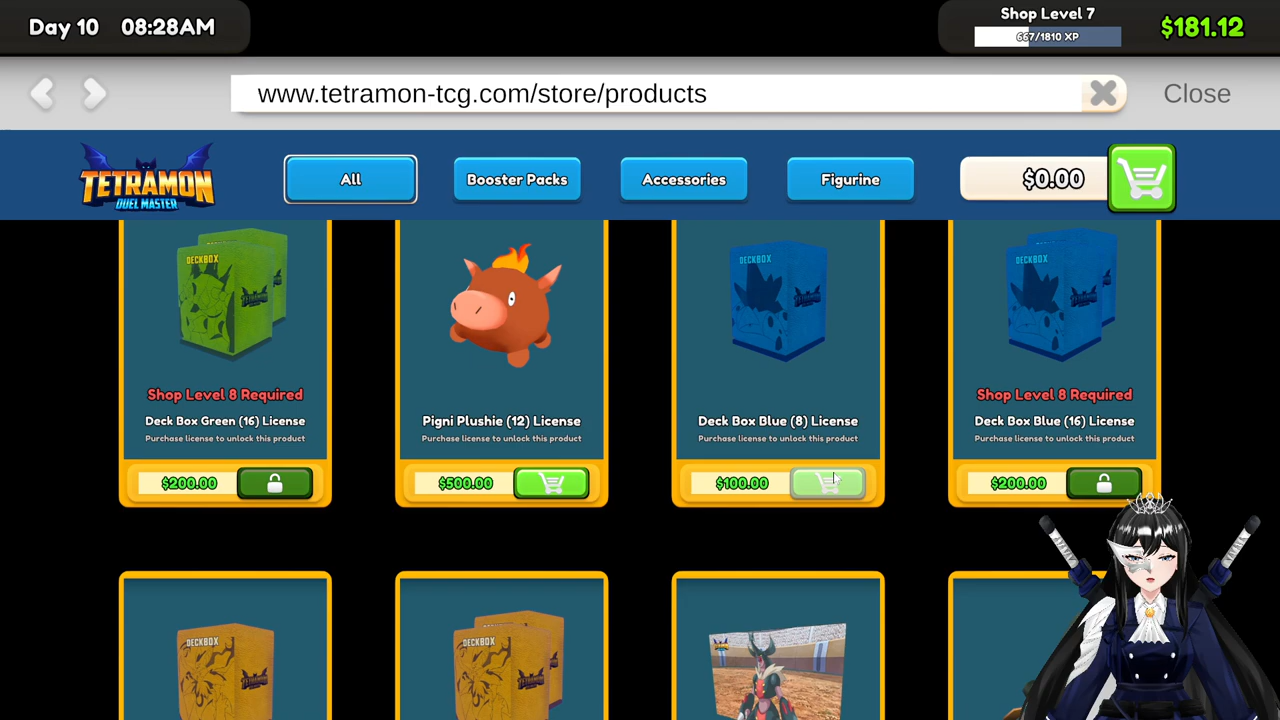 Day 10 08:28AM
Shop Level 7
667/1810 XP
$181.12
www.tetramon-tcg.com/store/products
Close
TETRAMON
DUEL MASTER
All
Booster Packs
Accessories
Figurine
$0.00
DECKBOX
DECKBOX
DECKBOX
Shop Level 8 Required
Shop Level 8 Required
Deck Box Green (16) License
Pigni Plushie (12) License
Deck Box Blue (8) License
Deck Box Blue (16) License
Purchase license to unlock this product
Purchase license to unlock this product
Purchase license to unlock this product
Purchase license to unlock this product
$200.00
$500.00
$100.00
$200.00
DECKBOX
DECKBOX